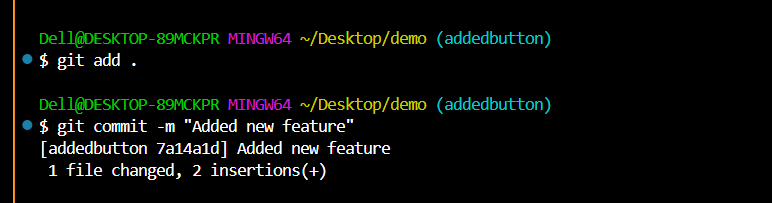 Dell@DESKTOP-89MCKPR MINGW64 ~/Desktop/demo (addedbutton)
$ git add .
Dell@DESKTOP-89MCKPR MINGW64 ~/Desktop/demo (addedbutton)
$ git commit -m "Added new feature"
[addedbutton 7a14a1d] Added new feature
 1 file changed, 2 insertions(+)